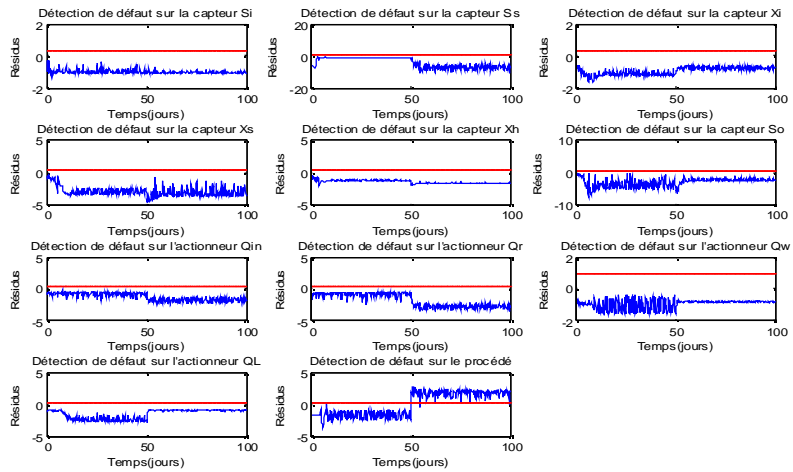 Détection de défaut sur la capteur Si
Résidus
2
0
-2
0
50
100
Temps(jours)
Détection de défaut sur la capteur Ss
Résidus
20
0
-20
0
50
100
Temps(jours)
Détection de défaut sur la capteur Xi
Résidus
2
0
-2
0
50
100
Temps(jours)
Détection de défaut sur la capteur Xs
Résidus
5
0
-5
0
50
100
Temps(jours)
Détection de défaut sur la capteur Xh
Résidus
5
0
-5
0
50
100
Temps(jours)
Détection de défaut sur la capteur So
Résidus
10
0
-10
0
50
100
Temps(jours)
Détection de défaut sur l'actionneur Qin
Résidus
5
0
-5
0
50
100
Temps(jours)
Détection de défaut sur l'actionneur Qr
Résidus
5
0
-5
0
50
100
Temps(jours)
Détection de défaut sur l'actionneur Qw
Résidus
2
0
-2
0
50
100
Temps(jours)
Détection de défaut sur l'actionneur QL
Résidus
5
0
-5
0
50
100
Temps(jours)
Détection de défaut sur le procédé
Résidus
5
0
-5
0
50
100
Temps(jours)